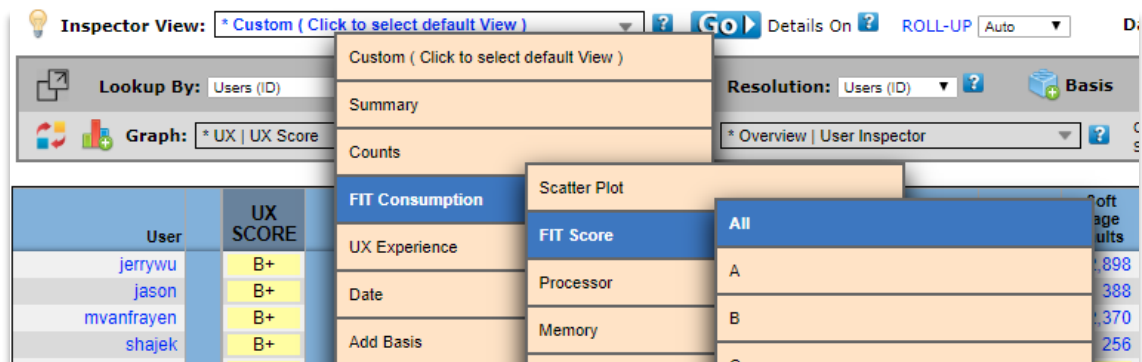 Inspector View: * Custom ( Click to select default View ) ? Go Details On ? ROLL-UP Auto
Custom ( Click to select default View )
Lookup By: Users (ID) Resolution: Users (ID) ? Basis
Summary
Graph: * UX | UX Score * Overview | User Inspector ?
Counts
FIT Consumption Scatter Plot
User UX SCORE UX Experience FIT Score All
jerrywu B+ A
jason B+ Date Processor 388
mvanfrayen B+ B
shajek B+ Add Basis Memory 256